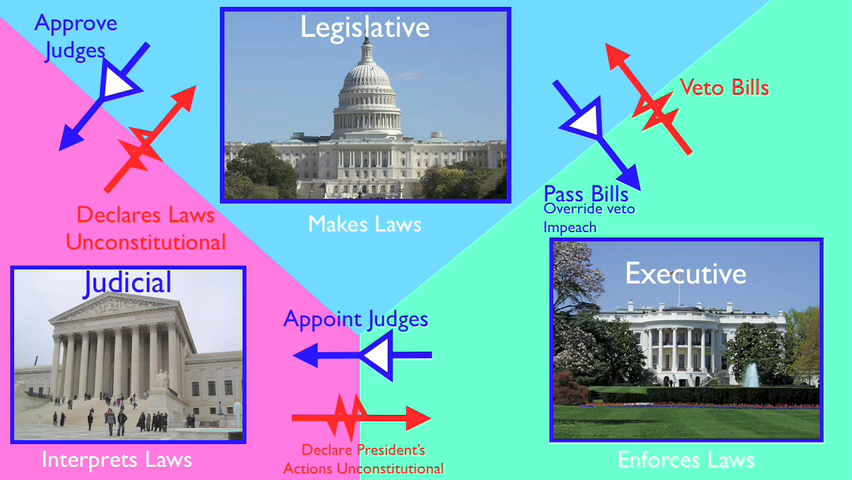 Approve
Judges
Legislative
Veto Bills
Pass Bills
Override veto
Impeach
Declares Laws
Unconstitutional
Makes Laws
Judicial
Executive
Appoint Judges
Declare President's
Actions Unconstitutional
Interprets Laws
Enforces Laws